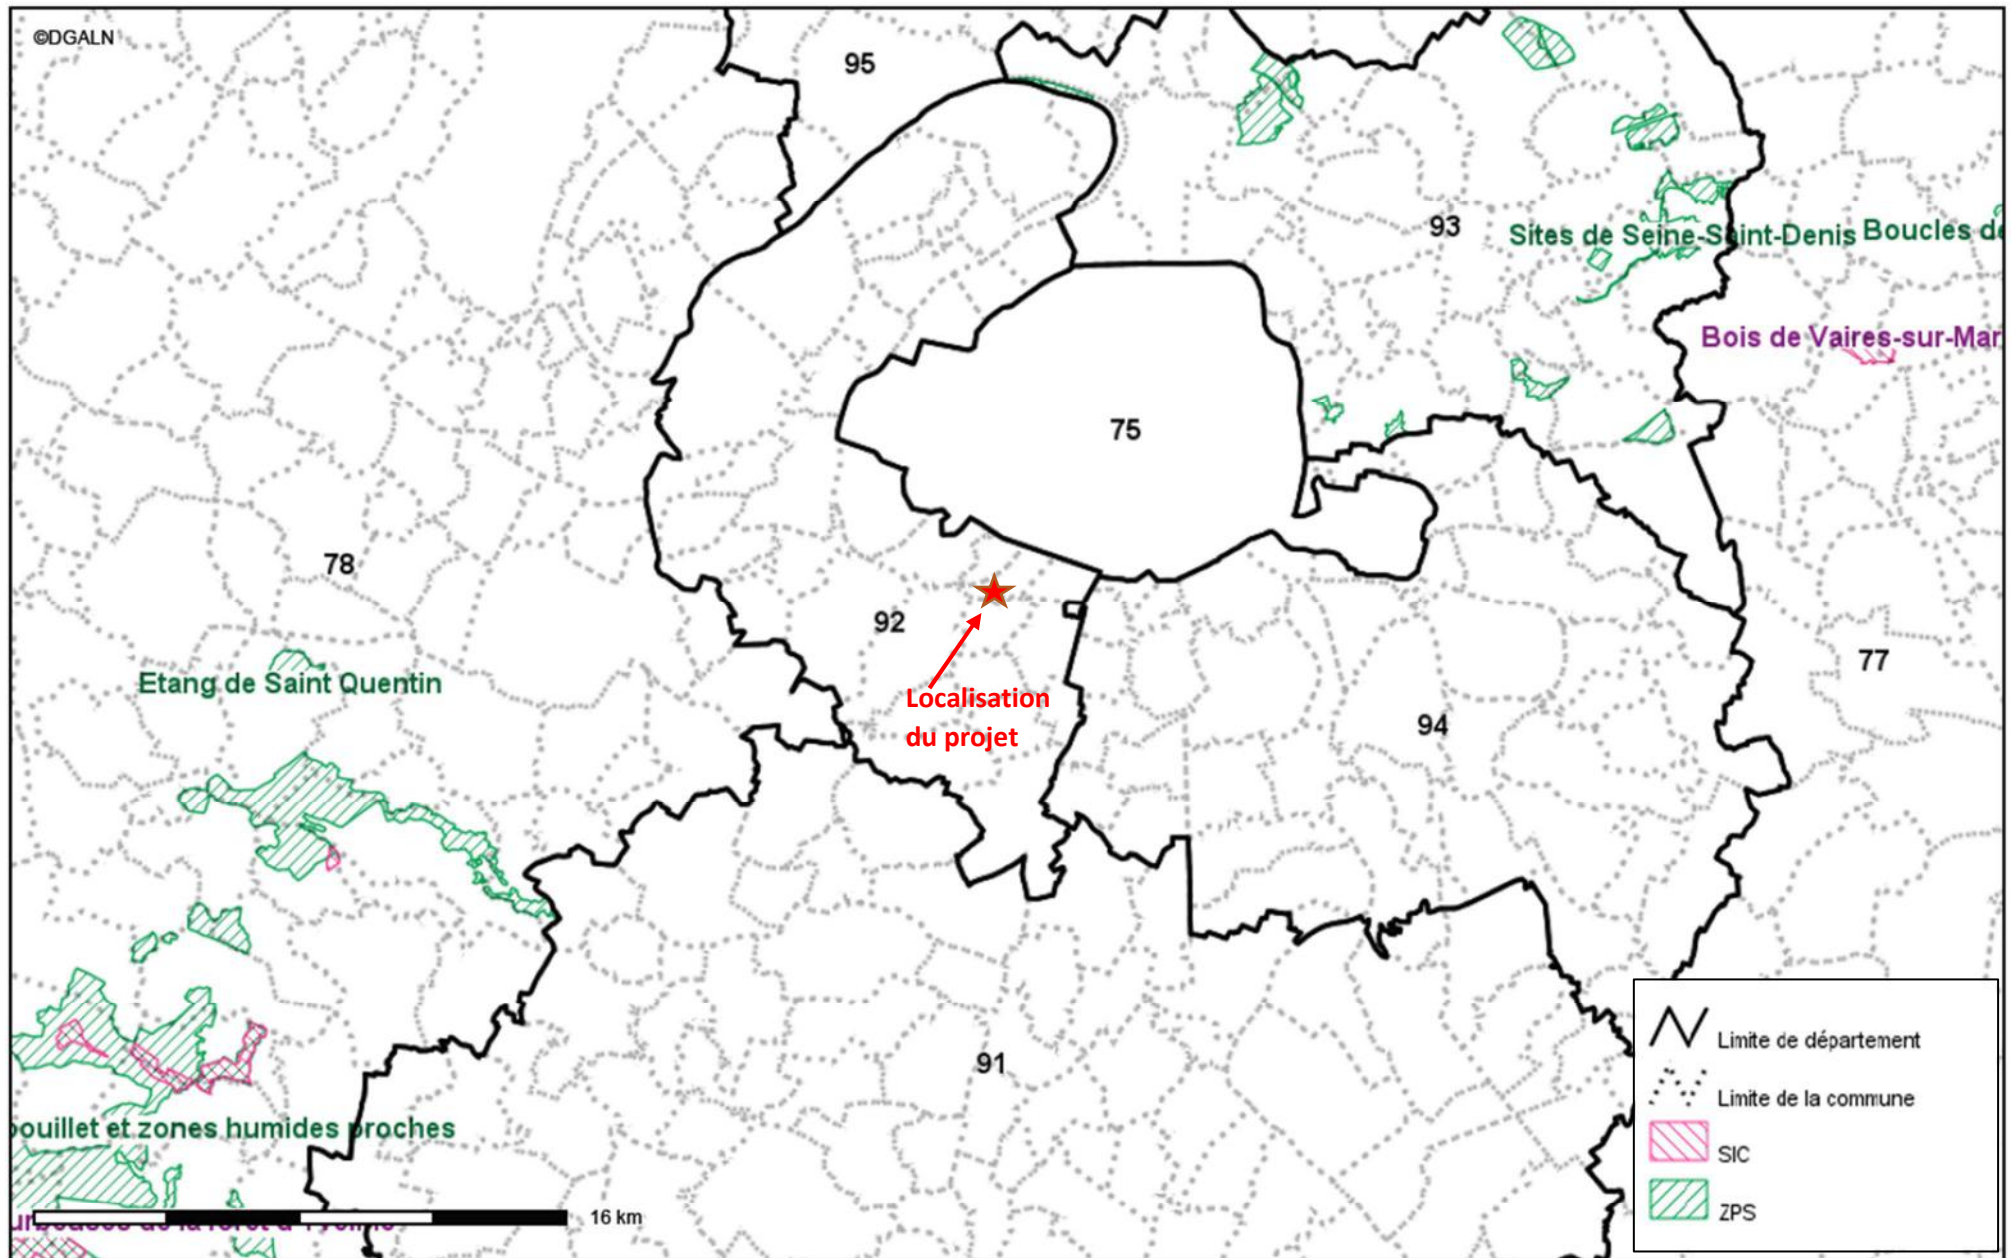 ©DGALN
95
93
Sites de Seine-Saint-Denis
Boucles de
Bois de Vaires-sur-Mar
75
78
92
77
Etang de Saint Quentin
Localisation
du projet
94
91
bouillet et zones humides proches
16 km
Limite de département
Limite de la commune
SIC
ZPS